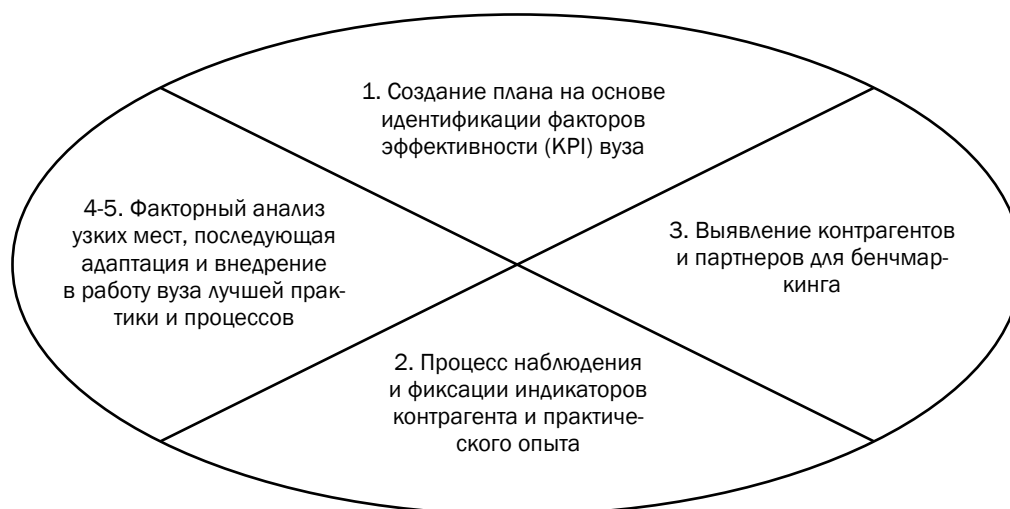 1. Создание плана на основе
идентификации факторов
эффективности (KPI) вуза
4-5. Факторный анализ
узких мест, последующая
адаптация и внедрение
в работу вуза лучшей прак-
тики и процессов
3. Выявление контрагентов
и партнеров для бенчмар-
кинга
2. Процесс наблюдения
и фиксации индикаторов
контрагента и практиче-
ского опыта